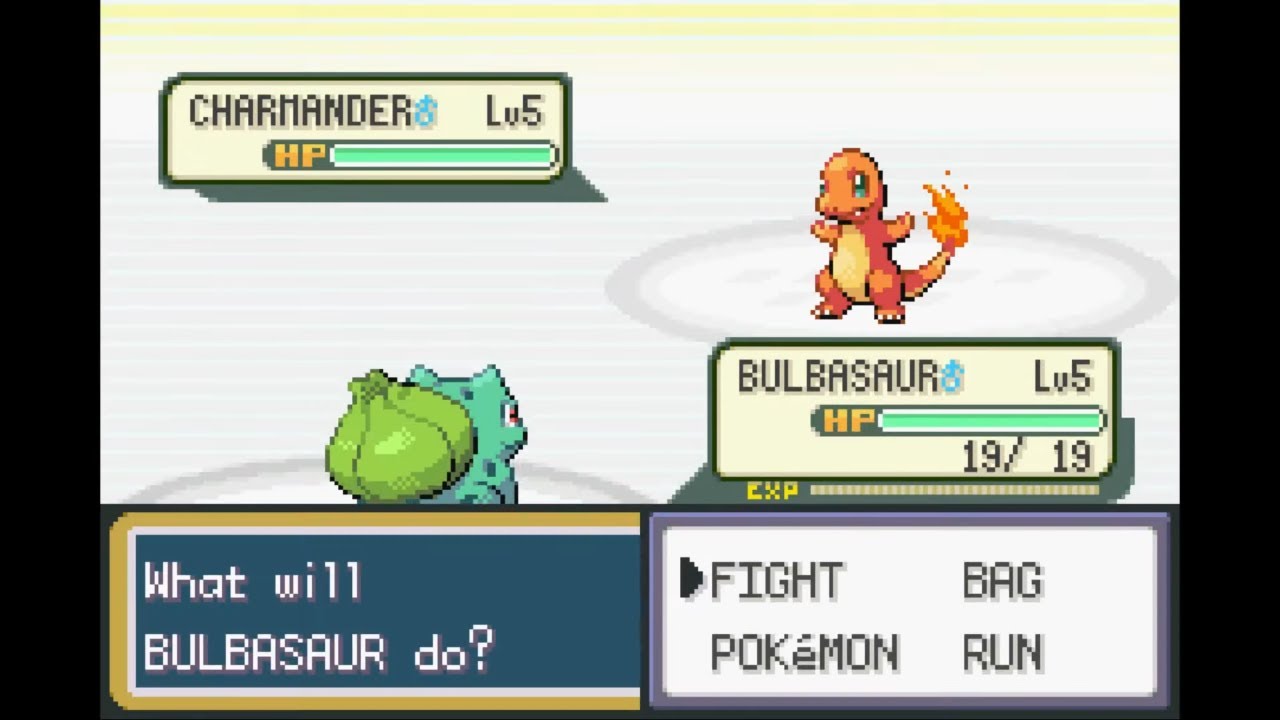 CHARMANDER♂ Lv5
HP
BULBASAUR♂ Lv5
HP
19/ 19
EXP
What will
BULBASAUR do?
FIGHT BAG
POKéMON RUN